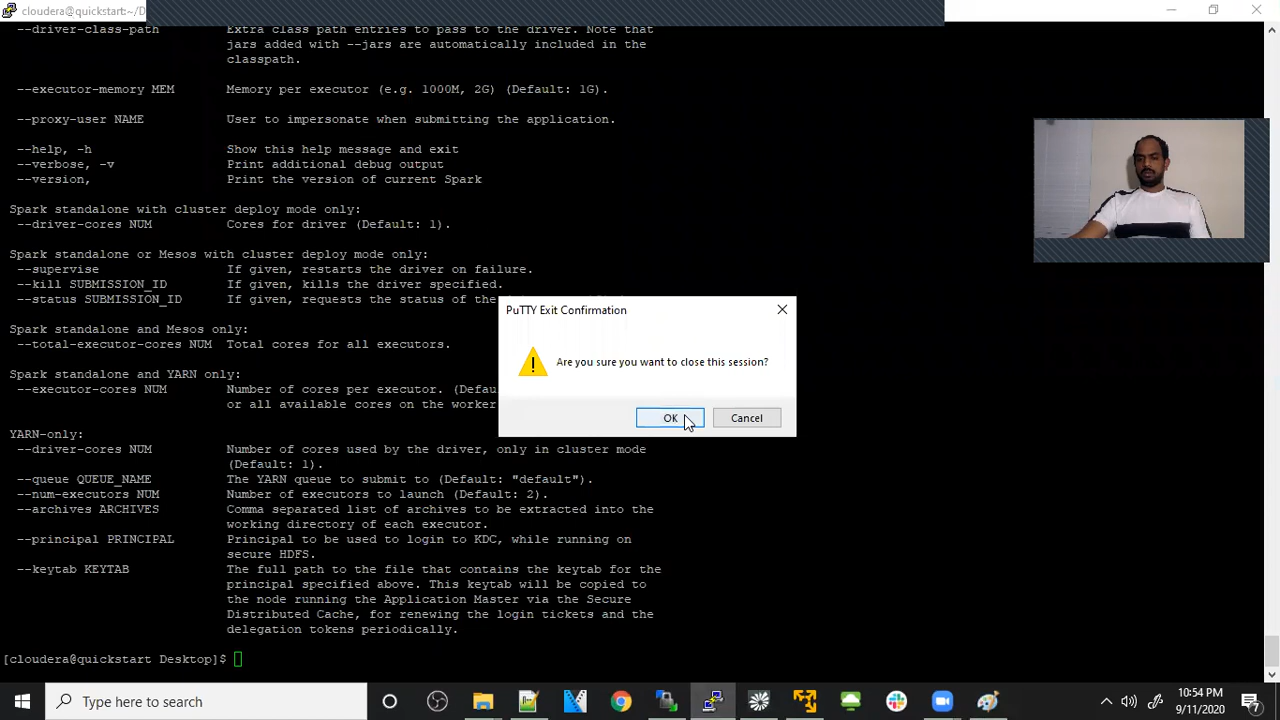 cloudera@quickstart:~/D
--driver-class-path Extra class path entries to pass to the driver. Note that
jars added with --jars are automatically included in the
classpath.
--executor-memory MEM Memory per executor (e.g. 1000M, 2G) (Default: 1G).
--proxy-user NAME User to impersonate when submitting the application.
--help, -h Show this help message and exit
--verbose, -v Print additional debug output
--version, Print the version of current Spark
Spark standalone with cluster deploy mode only:
--driver-cores NUM Cores for driver (Default: 1).
Spark standalone or Mesos with cluster deploy mode only:
--supervise If given, restarts the driver on failure.
--kill SUBMISSION_ID If given, kills the driver specified.
--status SUBMISSION_ID If given, requests the status of the
Spark standalone and Mesos only:
--total-executor-cores NUM Total cores for all executors.
Spark standalone and YARN only:
--executor-cores NUM Number of cores per executor. (Defau
or all available cores on the worker
YARN-only:
--driver-cores NUM Number of cores used by the driver, only in cluster mode
(Default: 1).
--queue QUEUE_NAME The YARN queue to submit to (Default: "default").
--num-executors NUM Number of executors to launch (Default: 2).
--archives ARCHIVES Comma separated list of archives to be extracted into the
working directory of each executor.
--principal PRINCIPAL Principal to be used to login to KDC, while running on
secure HDFS.
--keytab KEYTAB The full path to the file that contains the keytab for the
principal specified above. This keytab will be copied to
the node running the Application Master via the Secure
Distributed Cache, for renewing the login tickets and the
delegation tokens periodically.
[cloudera@quickstart Desktop]$
PuTTY Exit Confirmation
Are you sure you want to close this session?
OK Cancel
Type here to search
10:54 PM
9/11/2020
7